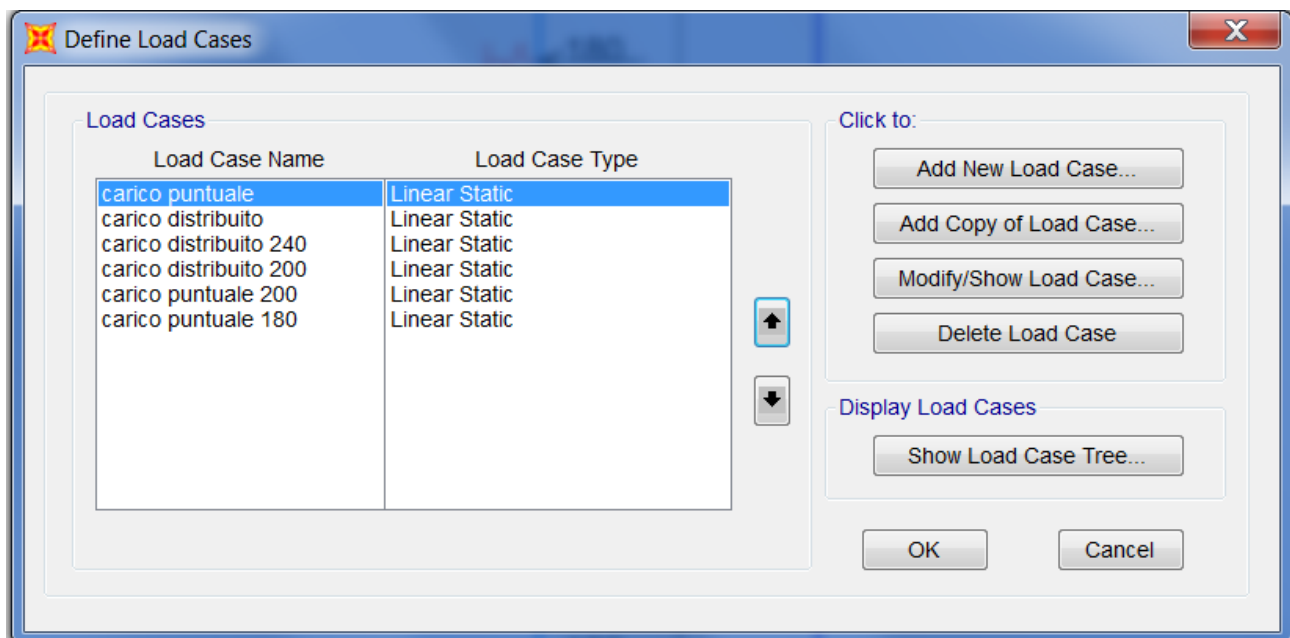 Define Load Cases
180
Load Cases
Load Case Name Load Case Type
carico puntuale Linear Static
carico distribuito Linear Static
carico distribuito 240 Linear Static
carico distribuito 200 Linear Static
carico puntuale 200 Linear Static
carico puntuale 180 Linear Static
Click to:
Add New Load Case...
Add Copy of Load Case...
Modify/Show Load Case...
Delete Load Case
Display Load Cases
Show Load Case Tree...
OK Cancel